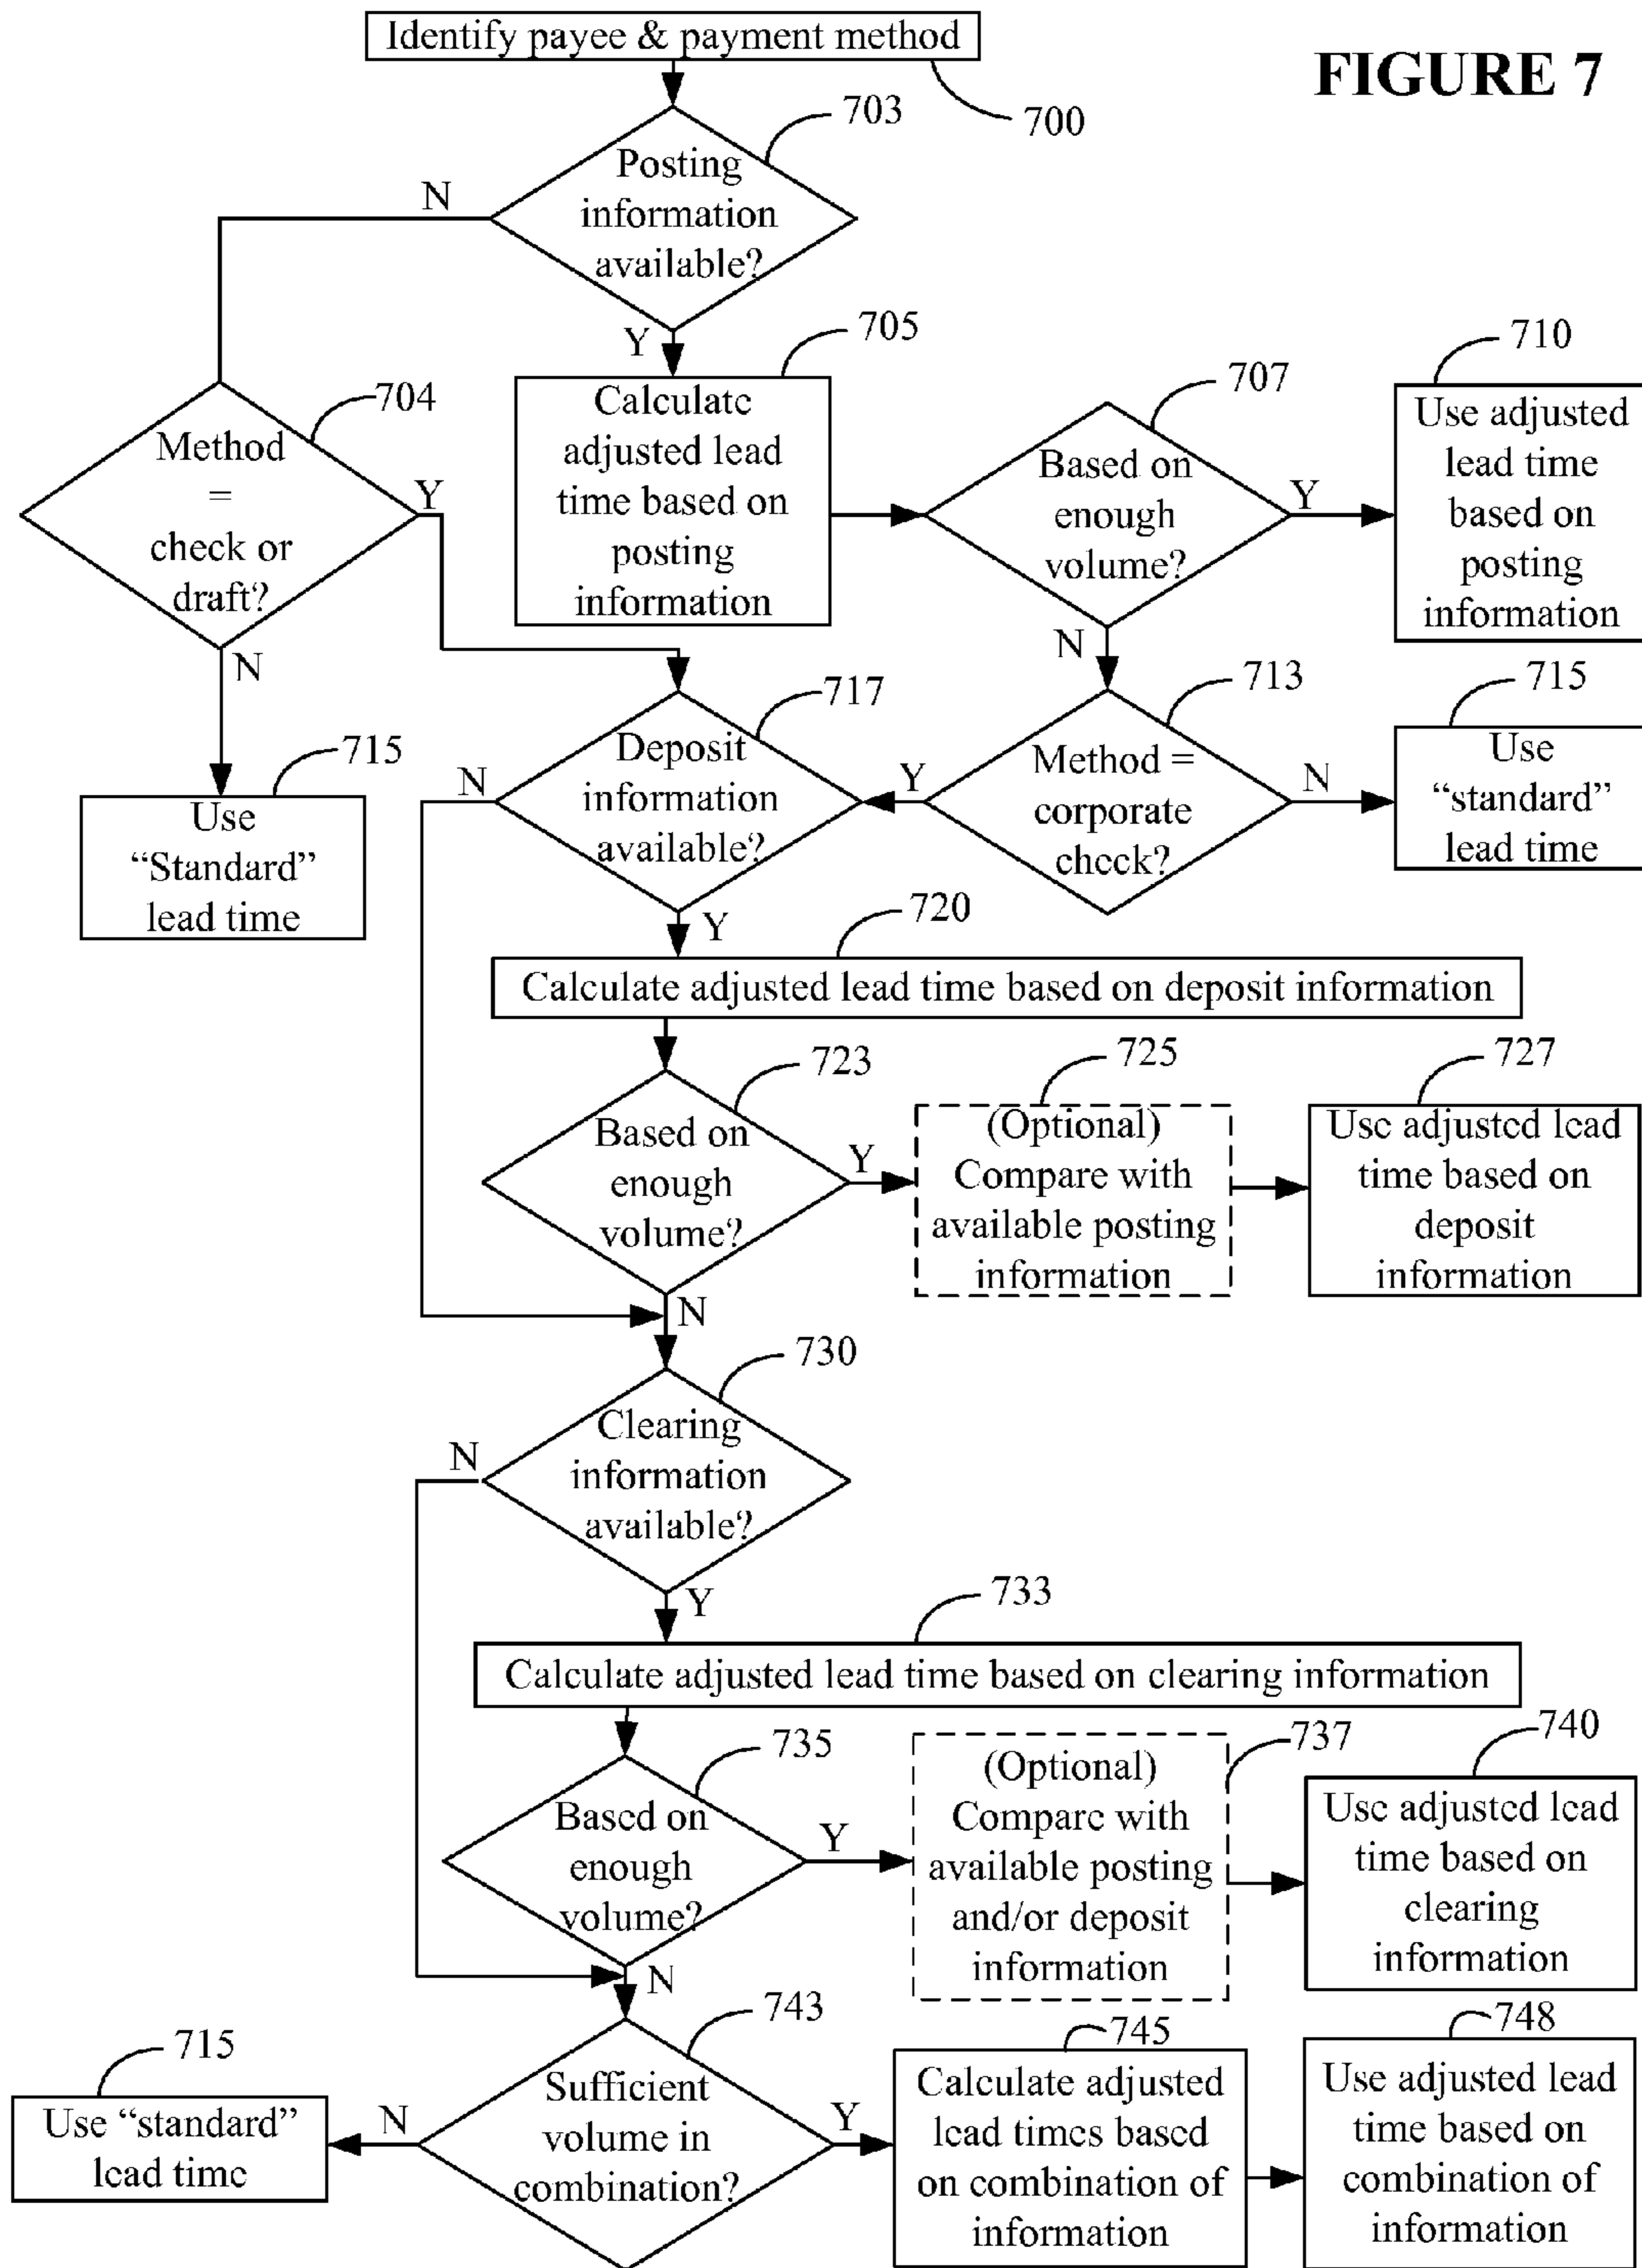 FIGURE 7
Identify payee & payment method
700
703
Posting
information
available?
N
Y
704
Method
=
check or
draft?
Y
N
705
Calculate
adjusted lead
time based on
posting
information
707
Based on
enough
volume?
Y
N
710
Use adjusted
lead time
based on
posting
information
713
Method =
corporate
check?
Y
N
715
Use
“standard”
lead time
715
Use
“Standard”
lead time
717
Deposit
information
available?
N
Y
720
Calculate adjusted lead time based on deposit information
723
Based on
enough
volume?
Y
N
725
(Optional)
Compare with
available posting
information
727
Use adjusted lead
time based on
deposit
information
730
Clearing
information
available?
N
Y
733
Calculate adjusted lead time based on clearing information
735
Based on
enough
volume?
Y
N
737
(Optional)
Compare with
available posting
and/or deposit
information
740
Use adjusted lead
time based on
clearing
information
743
Sufficient
volume in
combination?
N
Y
715
Use “standard”
lead time
745
Calculate adjusted
lead times based
on combination of
information
748
Use adjusted lead
time based on
combination of
information